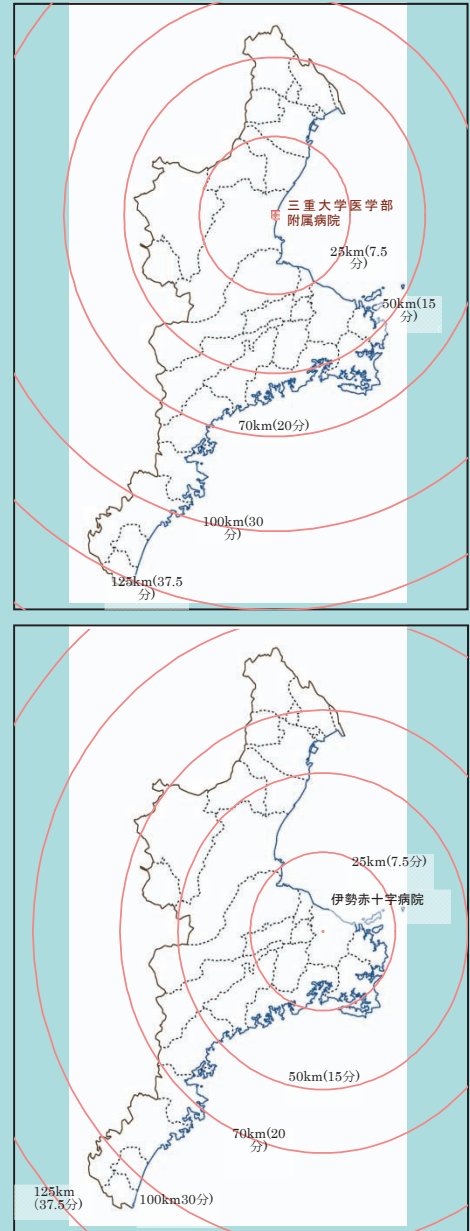 三重大学医学部
附属病院
25km(7.5
分)
50km(15
分)
70km(20分)
100km(30
分)
125km(37.5
分)
25km(7.5分)
伊勢赤十字病院
50km(15分)
70km(20
分)
125km
(37.5分)
100km30分)